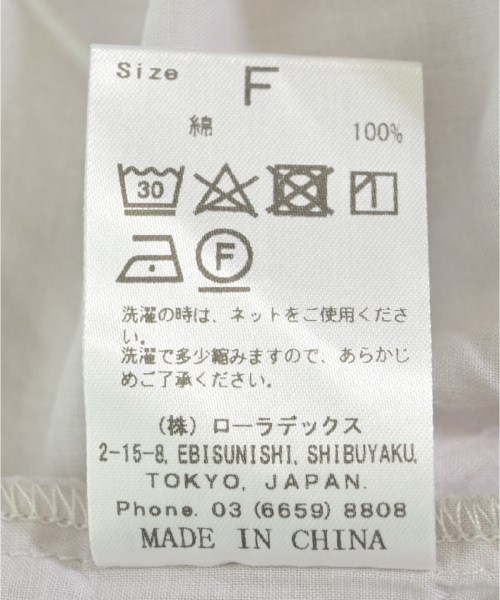 Size F
綿 100%
30
F
洗濯の時は、ネットをご使用くださ
い。
洗濯で多少縮みますので、あらかじ
めご了承ください。
(株) ローラデックス
2-15-8, EBISUNISHI, SHIBUYAKU,
TOKYO, JAPAN.
Phone. 03 (6659) 8808
MADE IN CHINA